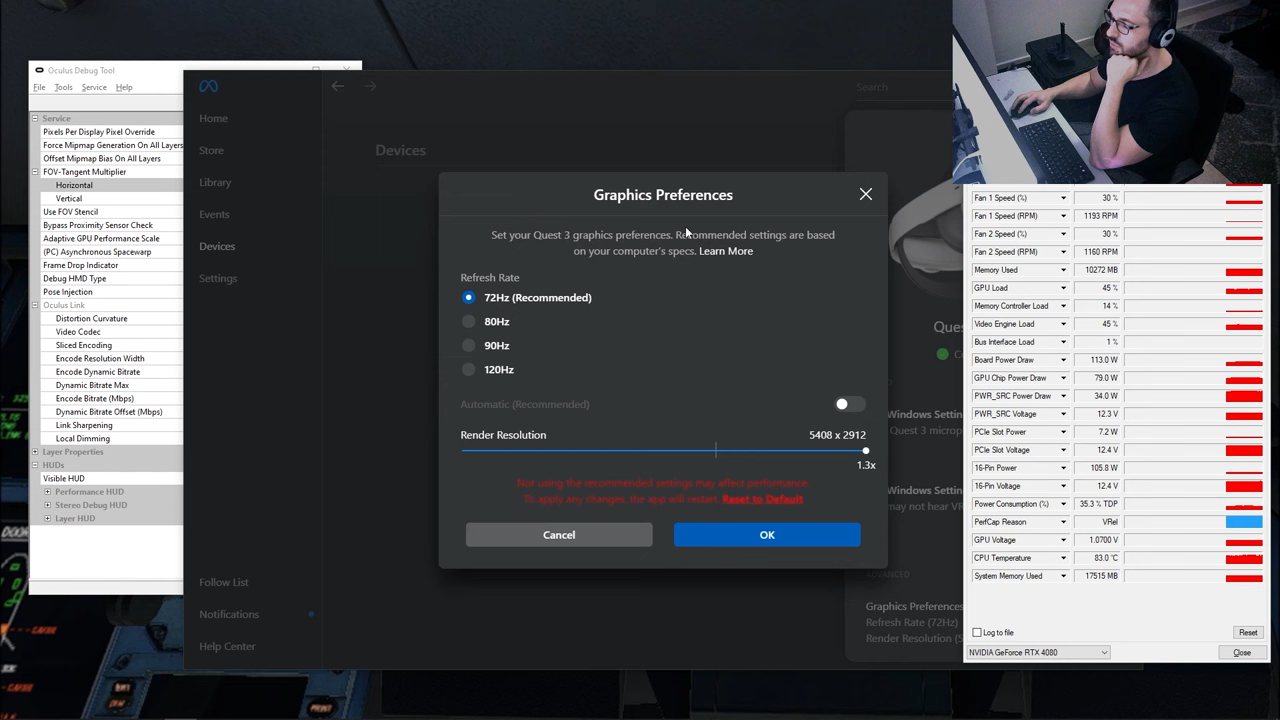 Oculus Debug Tool
File Tools Service Help
Service
Pixels Per Display Pixel Override
Force Mipmap Generation On All Layers
Offset Mipmap Bias On All Layers
FOV-Tangent Multiplier
Horizontal
Vertical
Use FOV Stencil
Bypass Proximity Sensor Check
Adaptive GPU Performance Scale
(PC) Asynchronous Spacewarp
Frame Drop Indicator
Debug HMD Type
Pose Injection
Oculus Link
Distortion Curvature
Video Codec
Sliced Encoding
Encode Resolution Width
Encode Dynamic Bitrate
Dynamic Bitrate Max
Encode Bitrate (Mbps)
Dynamic Bitrate Offset (Mbps)
Link Sharpening
Local Dimming
Layer Properties
HUDs
Visible HUD
Performance HUD
Stereo Debug HUD
Layer HUD
Home
Store
Library
Events
Devices
Settings
Follow List
Notifications
Help Center
Search
Devices
Graphics Preferences
Set your Quest 3 graphics preferences. Recommended settings are based
on your computer's specs. Learn More
Refresh Rate
72Hz (Recommended)
80Hz
90Hz
120Hz
Automatic (Recommended)
Render Resolution 5408 x 2912
1.3x
Not using the recommended settings may affect performance.
To apply any changes, the app will restart. Reset to Default
Cancel OK
Ques
Windows Settin
Quest 3 microp
Windows Settin
may not hear VR
ADVANCED
Graphics Preferences
Refresh Rate (72Hz)
Render Resolution (5
Fan 1 Speed (%) 30 %
Fan 1 Speed (RPM) 1193 RPM
Fan 2 Speed (%) 30 %
Fan 2 Speed (RPM) 1160 RPM
Memory Used 10272 MB
GPU Load 45 %
Memory Controller Load 14 %
Video Engine Load 45 %
Bus Interface Load 1 %
Board Power Draw 113.0 W
GPU Chip Power Draw 79.0 W
PWR_SRC Power Draw 34.0 W
PWR_SRC Voltage 12.3 V
PCIe Slot Power 7.2 W
PCIe Slot Voltage 12.4 V
16-Pin Power 105.8 W
16-Pin Voltage 12.4 V
Power Consumption (%) 35.3 % TDP
PerfCap Reason VRel
GPU Voltage 1.0700 V
CPU Temperature 83.0 °C
System Memory Used 17515 MB
Log to file Reset
NVIDIA GeForce RTX 4080 Close